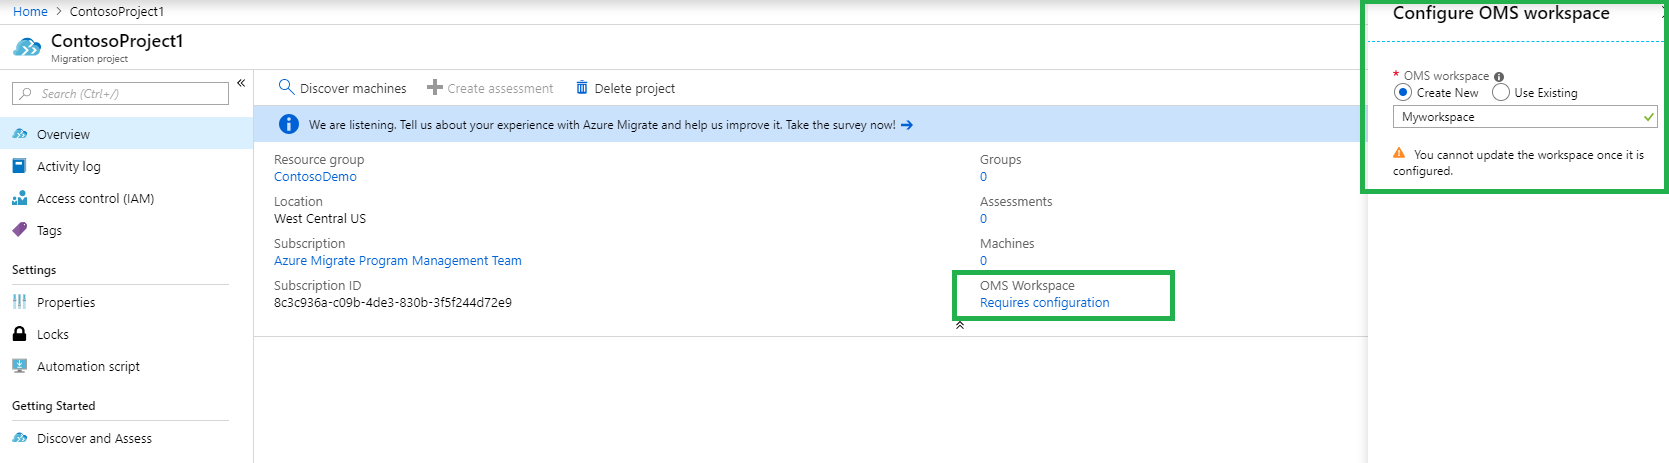 Home > ContosoProject1
ContosoProject1
Migration project
Search (Ctrl+/)
«
Overview
Activity log
Access control (IAM)
Tags
Settings
Properties
Locks
Automation script
Getting Started
Discover and Assess
Discover machines Create assessment Delete project
We are listening. Tell us about your experience with Azure Migrate and help us improve it. Take the survey now! →
Resource group
ContosoDemo
Location
West Central US
Subscription
Azure Migrate Program Management Team
Subscription ID
8c3c936a-c09b-4de3-830b-3f5f244d72e9
Groups
0
Assessments
0
Machines
0
OMS Workspace
Requires configuration
Configure OMS workspace
* OMS workspace
Create New Use Existing
Myworkspace
You cannot update the workspace once it is
configured.